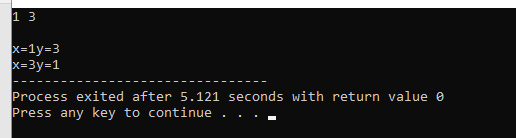 1 3
x=1y=3
x=3y=1
--------------------------------
Process exited after 5.121 seconds with return value 0
Press any key to continue . . .